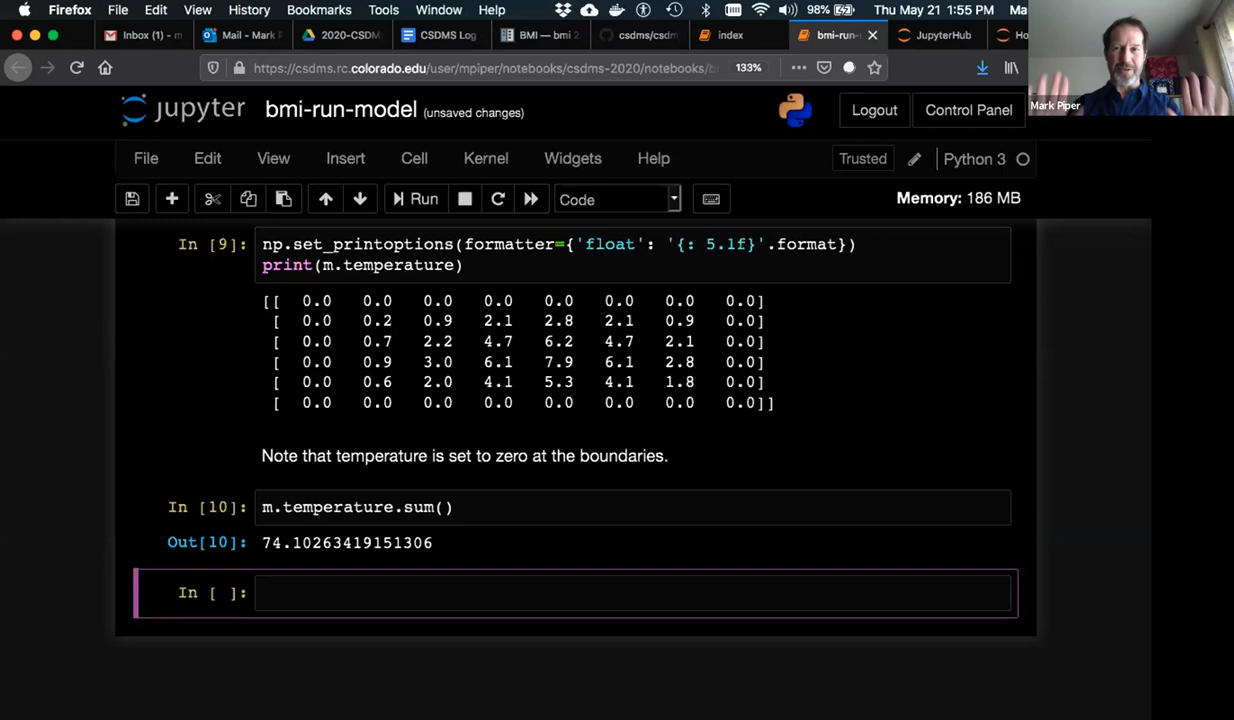 Firefox File Edit View History Bookmarks Tools Window Help 98% Thu May 21 1:55 PM Ma
Inbox (1) - m Mail - Mark P 2020-CSDM CSDMS Log BMI — bmi 2 csdms/csdm index bmi-run- JupyterHub Ho
https://csdms.rc.colorado.edu/user/mpiper/notebooks/csdms-2020/notebooks/b 133%
Mark Piper
jupyter bmi-run-model (unsaved changes) Logout Control Panel
File Edit View Insert Cell Kernel Widgets Help Trusted Python 3
Run Code Memory: 186 MB
In [9]: np.set_printoptions(formatter={'float': '{: 5.1f}'.format})
print(m.temperature)
[[ 0.0 0.0 0.0 0.0 0.0 0.0 0.0 0.0]
[ 0.0 0.2 0.9 2.1 2.8 2.1 0.9 0.0]
[ 0.0 0.7 2.2 4.7 6.2 4.7 2.1 0.0]
[ 0.0 0.9 3.0 6.1 7.9 6.1 2.8 0.0]
[ 0.0 0.6 2.0 4.1 5.3 4.1 1.8 0.0]
[ 0.0 0.0 0.0 0.0 0.0 0.0 0.0 0.0]]
Note that temperature is set to zero at the boundaries.
In [10]: m.temperature.sum()
Out[10]: 74.10263419151306
In [ ]: